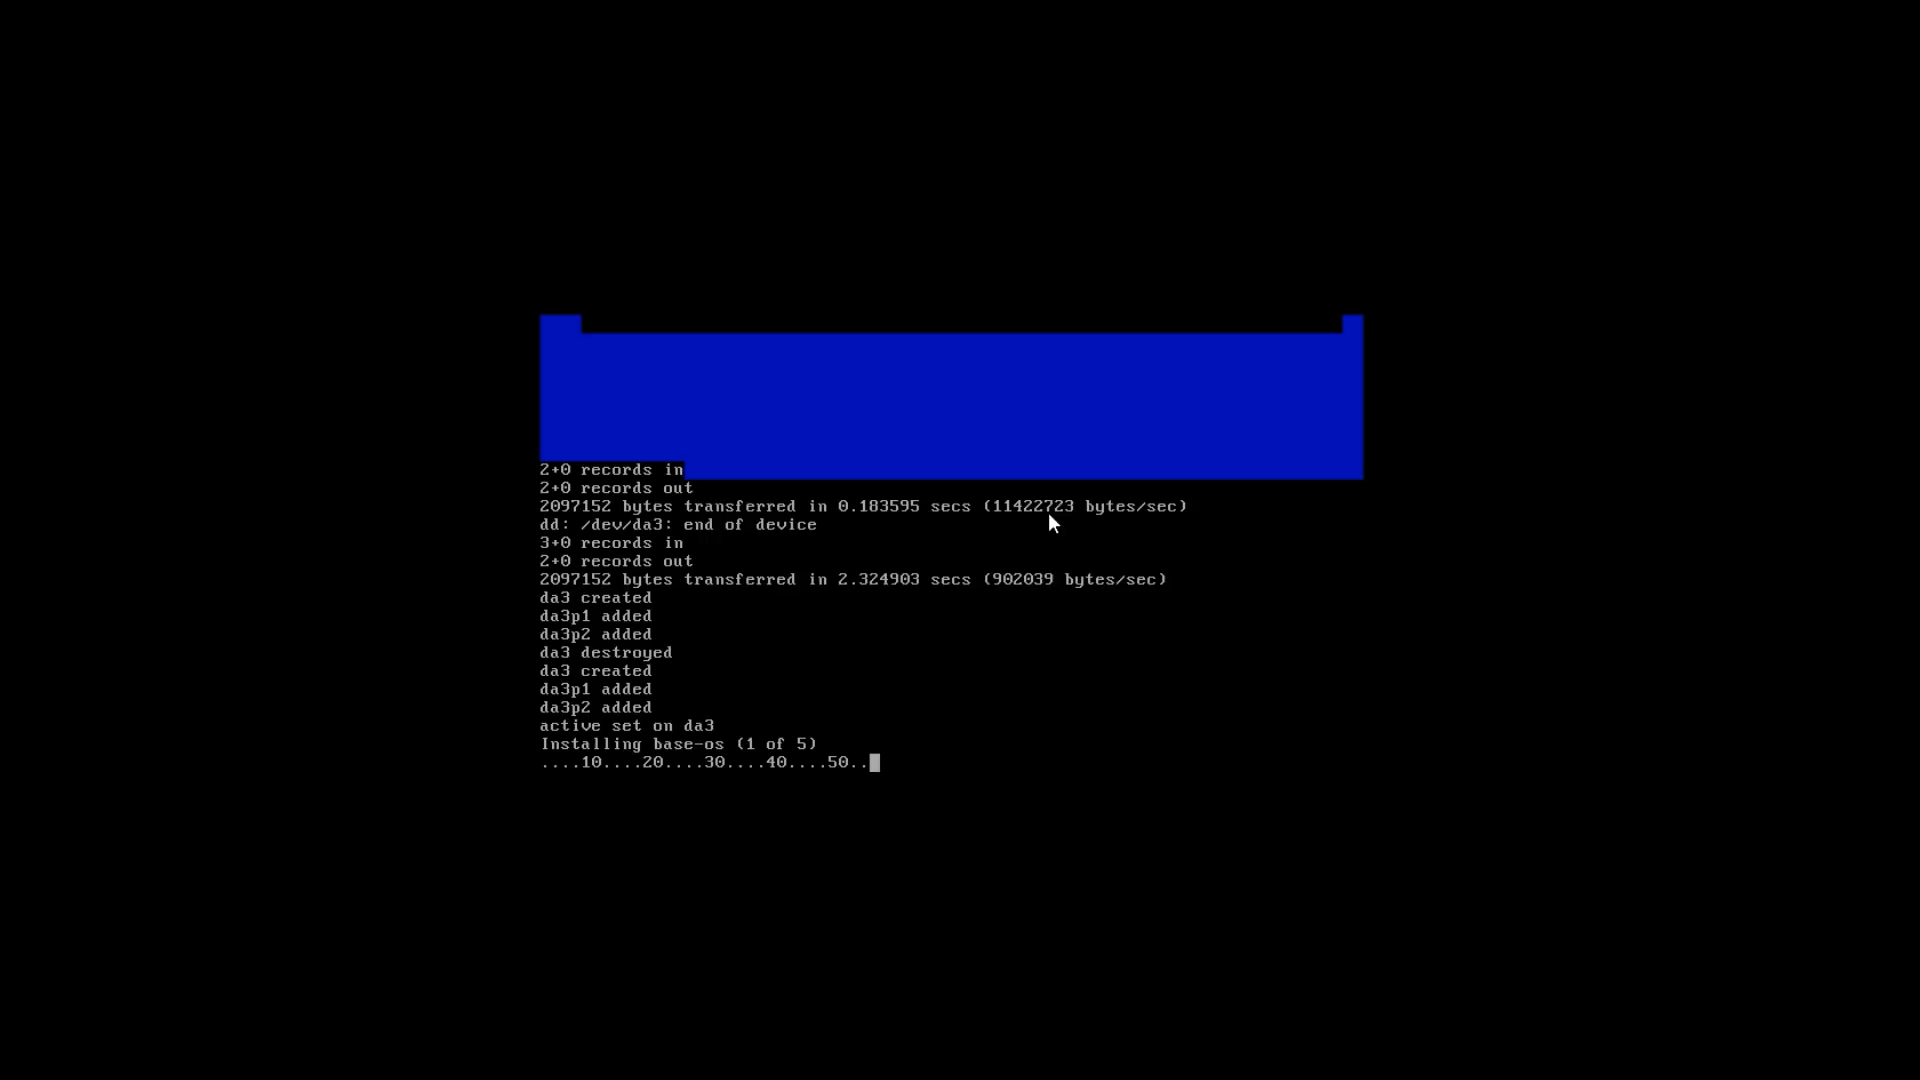 2+0 records in
2+0 records out
2097152 bytes transferred in 0.183595 secs (11422723 bytes/sec)
dd: /dev/da3: end of device
3+0 records in
2+0 records out
2097152 bytes transferred in 2.324903 secs (902039 bytes/sec)
da3 created
da3p1 added
da3p2 added
da3 destroyed
da3 created
da3p1 added
da3p2 added
active set on da3
Installing base-os (1 of 5)
....10....20....30....40....50..